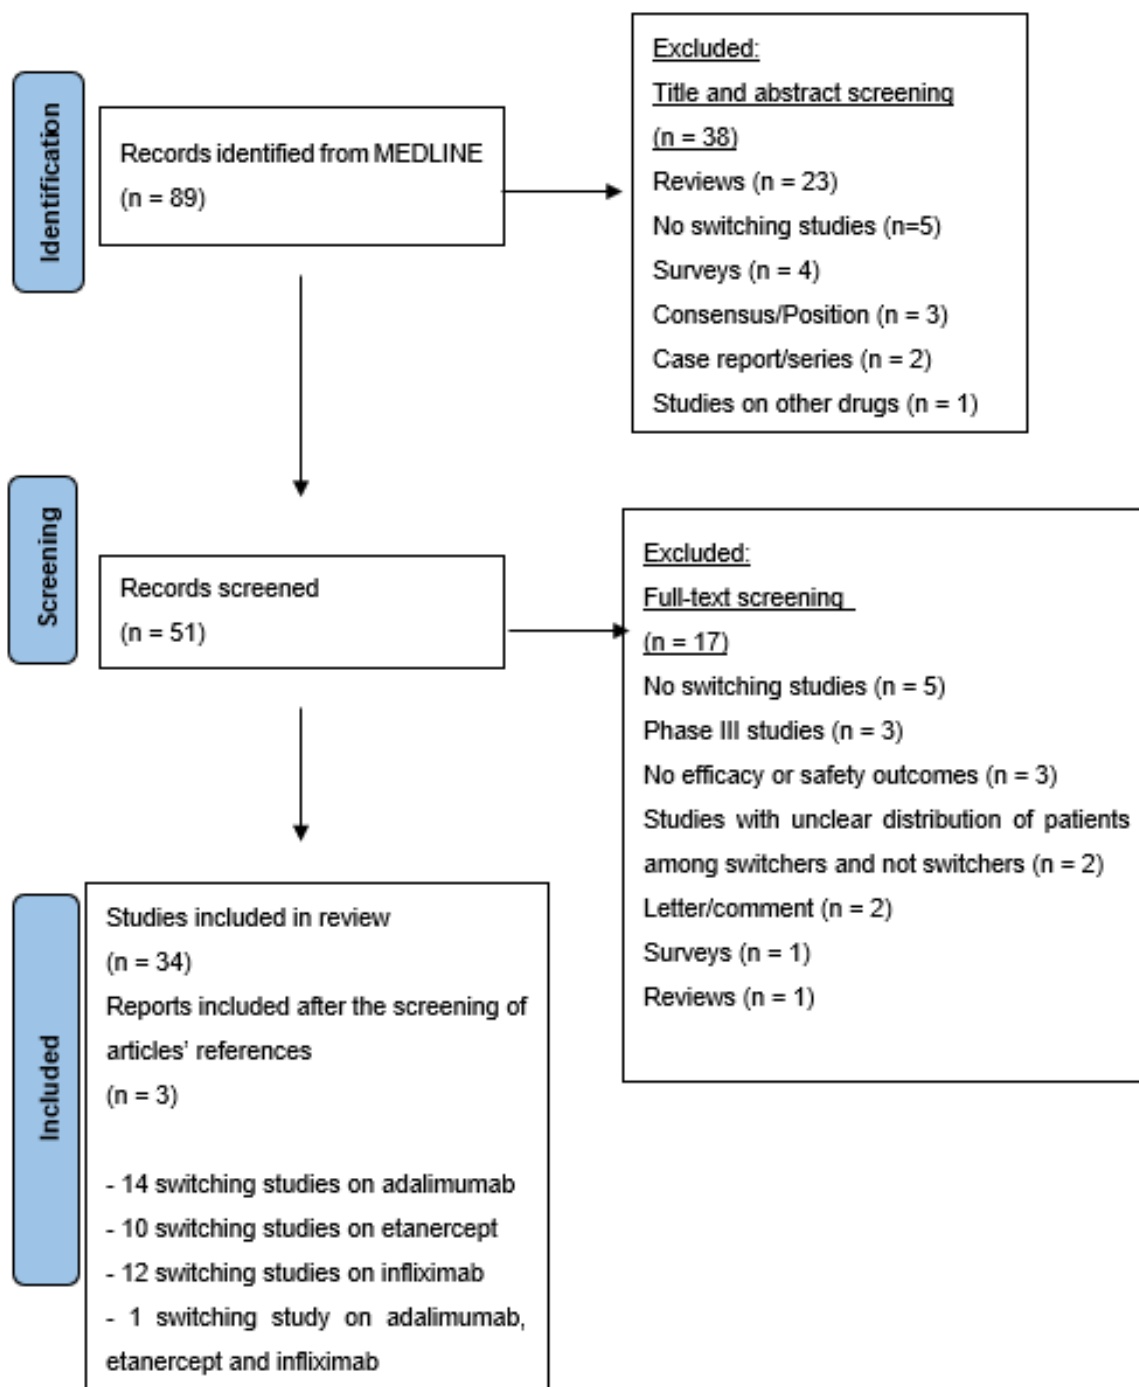 Identification
Records identified from MEDLINE
(n = 89)
Excluded:
Title and abstract screening
(n = 38)
Reviews (n = 23)
No switching studies (n=5)
Surveys (n = 4)
Consensus/Position (n = 3)
Case report/series (n = 2)
Studies on other drugs (n = 1)
Screening
Records screened
(n = 51)
Excluded:
Full-text screening
(n = 17)
No switching studies (n = 5)
Phase III studies (n = 3)
No efficacy or safety outcomes (n = 3)
Studies with unclear distribution of patients
among switchers and not switchers (n = 2)
Letter/comment (n = 2)
Surveys (n = 1)
Reviews (n = 1)
Included
Studies included in review
(n = 34)
Reports included after the screening of
articles’ references
(n = 3)
- 14 switching studies on adalimumab
- 10 switching studies on etanercept
- 12 switching studies on infliximab
- 1 switching study on adalimumab,
etanercept and infliximab